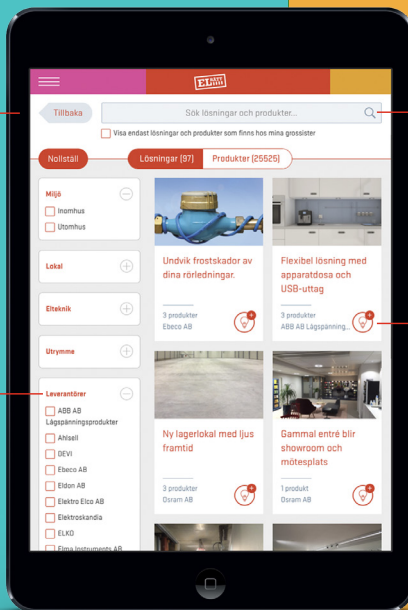 ELRÄTT
Tillbaka
Sök lösningar och produkter...
Visa endast lösningar och produkter som finns hos mina grossister
Nollställ
Lösningar (97)
Produkter (25525)
Miljö
Inomhus
Utomhus
Lokal
Elteknik
Utrymme
Leverantörer
ABB AB
Lågspänningsprodukter
Ahlsell
DEVI
Ebeco AB
Eldon AB
Elektro Elco AB
Elektroskandia
ELKO
Elma Instruments AB
Undvik frostskador av
dina rörledningar.
3 produkter
Ebeco AB
Flexibel lösning med
apparatdosa och
USB-uttag
3 produkter
ABB AB Lågspänning...
Ny lagerlokal med ljus
framtid
3 produkter
Osram AB
Gammal entré blir
showroom och
mötesplats
1 produkt
Osram AB